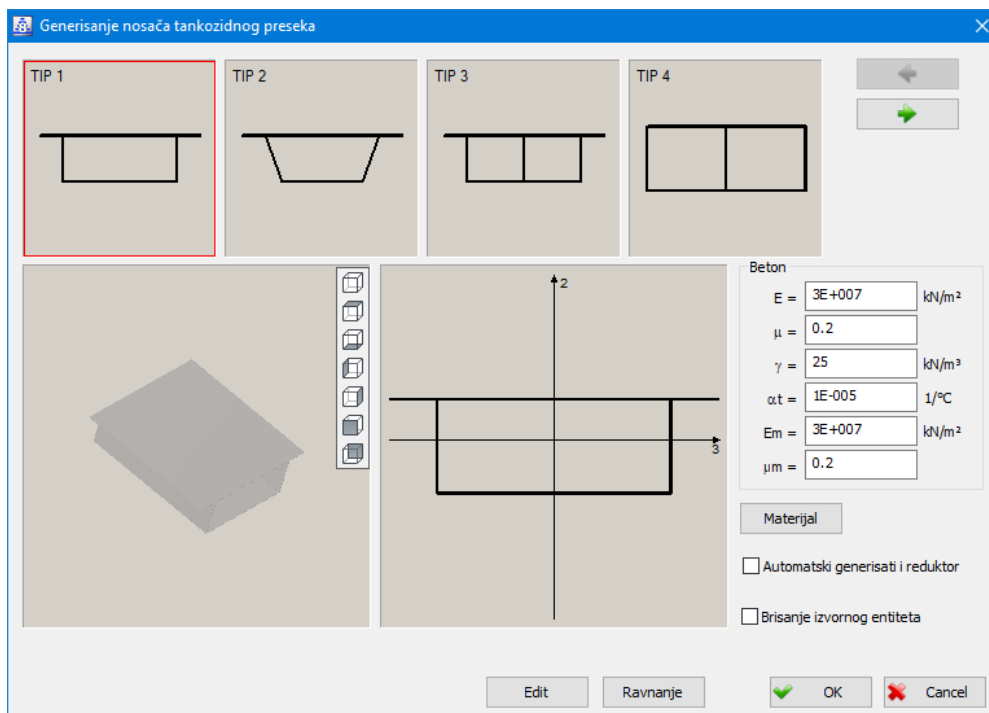 Generisanje nosača tankozidnog preseka
TIP 1
TIP 2
TIP 3
TIP 4
2
3
Beton
E = 3E+007 kN/m²
μ = 0.2
γ = 25 kN/m³
αt = 1E-005 1/°C
Em = 3E+007 kN/m²
μm = 0.2
Materijal
Automatski generisati i reduktor
Brisanje izvornog entiteta
Edit
Ravnanje
OK
Cancel